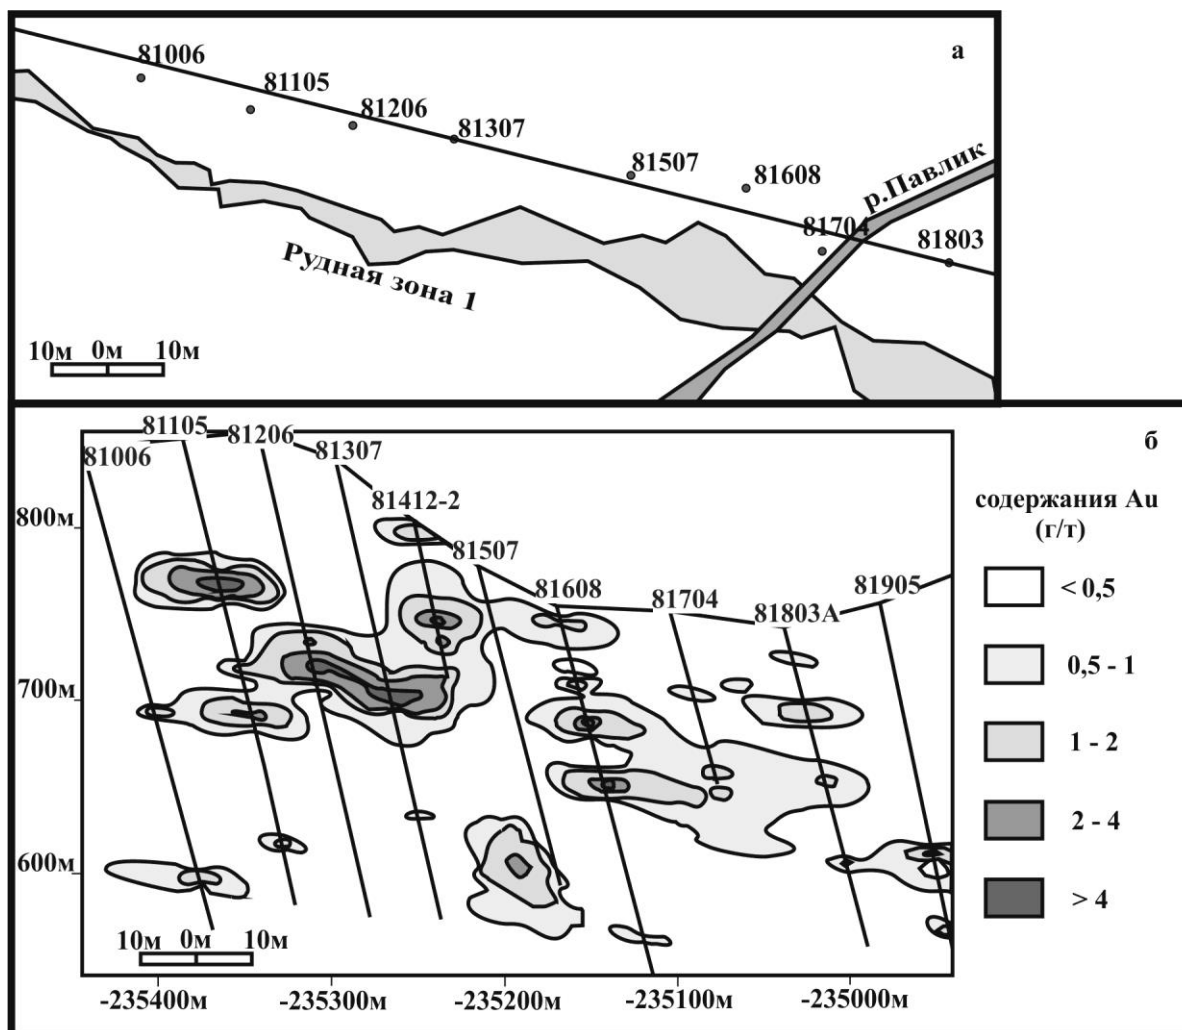 а
81006
81105
81206
81307
81507
81608
р.Павлик
81704
81803
Рудная зона 1
10м 0м 10м
б
81105
81206
81006
81307
81412-2
81507
81608
81704
81803А
81905
800м
700м
600м
10м 0м 10м
-235400м -235300м -235200м -235100м -235000м
содержания Au
(г/т)
< 0,5
0,5 - 1
1 - 2
2 - 4
> 4